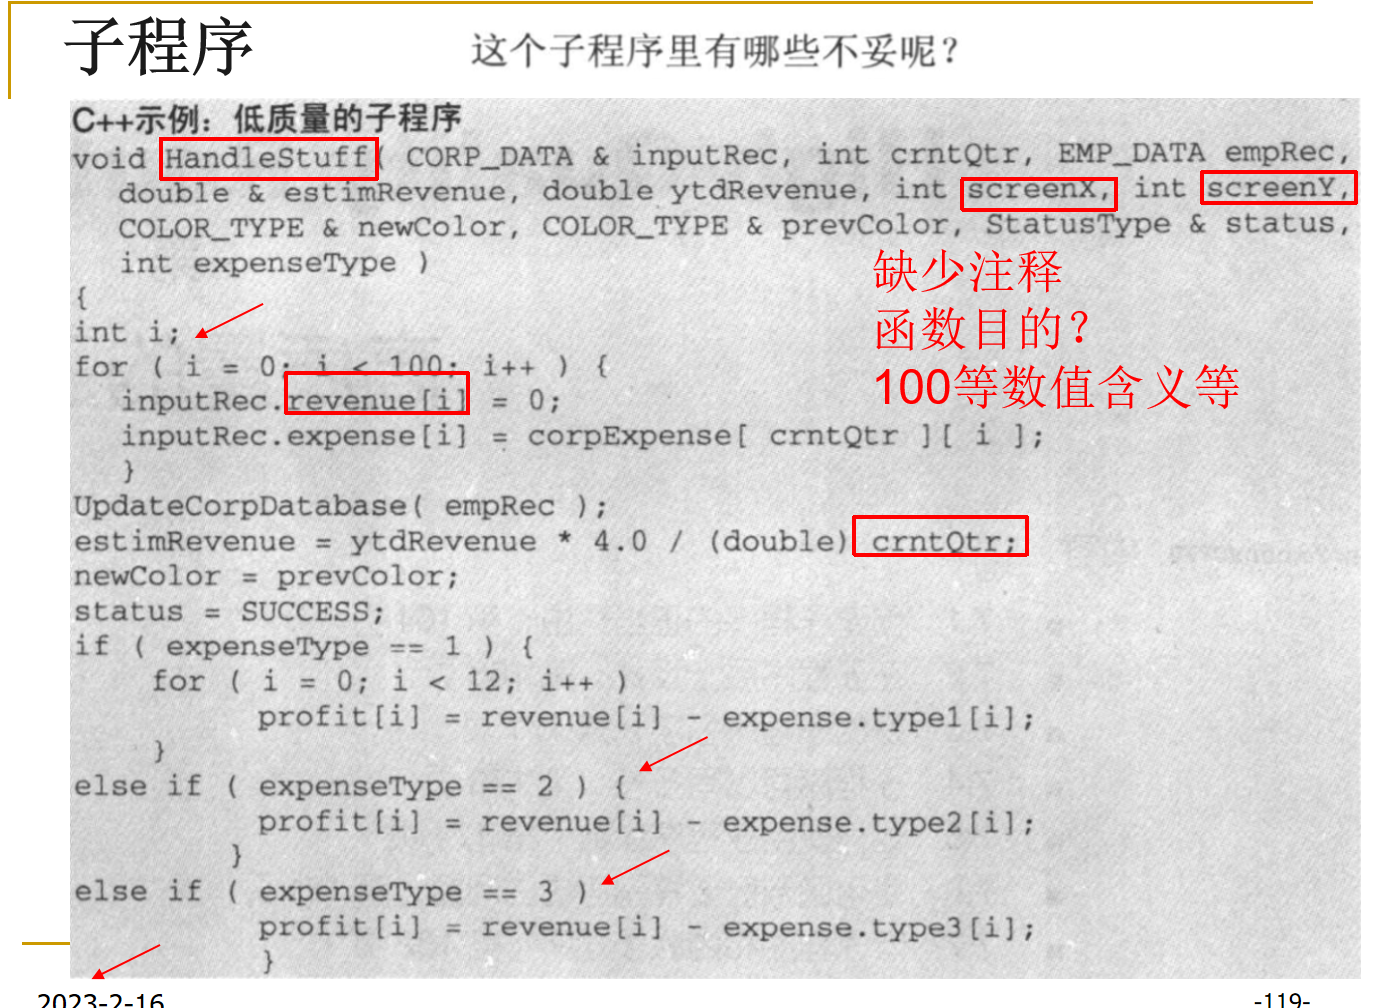 子程序
这个子程序里有哪些不妥呢？
C++示例：低质量的子程序
void HandleStuff( CORP_DATA & inputRec, int crntQtr, EMP_DATA empRec,
double & estimRevenue, double ytdRevenue, int screenX, int screenY,
COLOR_TYPE & newColor, COLOR_TYPE & prevColor, StatusType & status,
int expenseType )
缺少注释
{
函数目的？
int i;
for ( i = 0; i < 100; i++ ) {
100等数值含义等
inputRec.revenue[i] = 0;
inputRec.expense[i] = corpExpense[ crntQtr ][ i ];
}
UpdateCorpDatabase( empRec );
estimRevenue = ytdRevenue * 4.0 / (double) crntQtr;
newColor = prevColor;
status = SUCCESS;
if ( expenseType == 1 ) {
for ( i = 0; i < 12; i++ )
profit[i] = revenue[i] - expense.type1[i];
}
else if ( expenseType == 2 ) {
profit[i] = revenue[i] - expense.type2[i];
}
else if ( expenseType == 3 )
profit[i] = revenue[i] - expense.type3[i];
}
2023-2-16
-119-